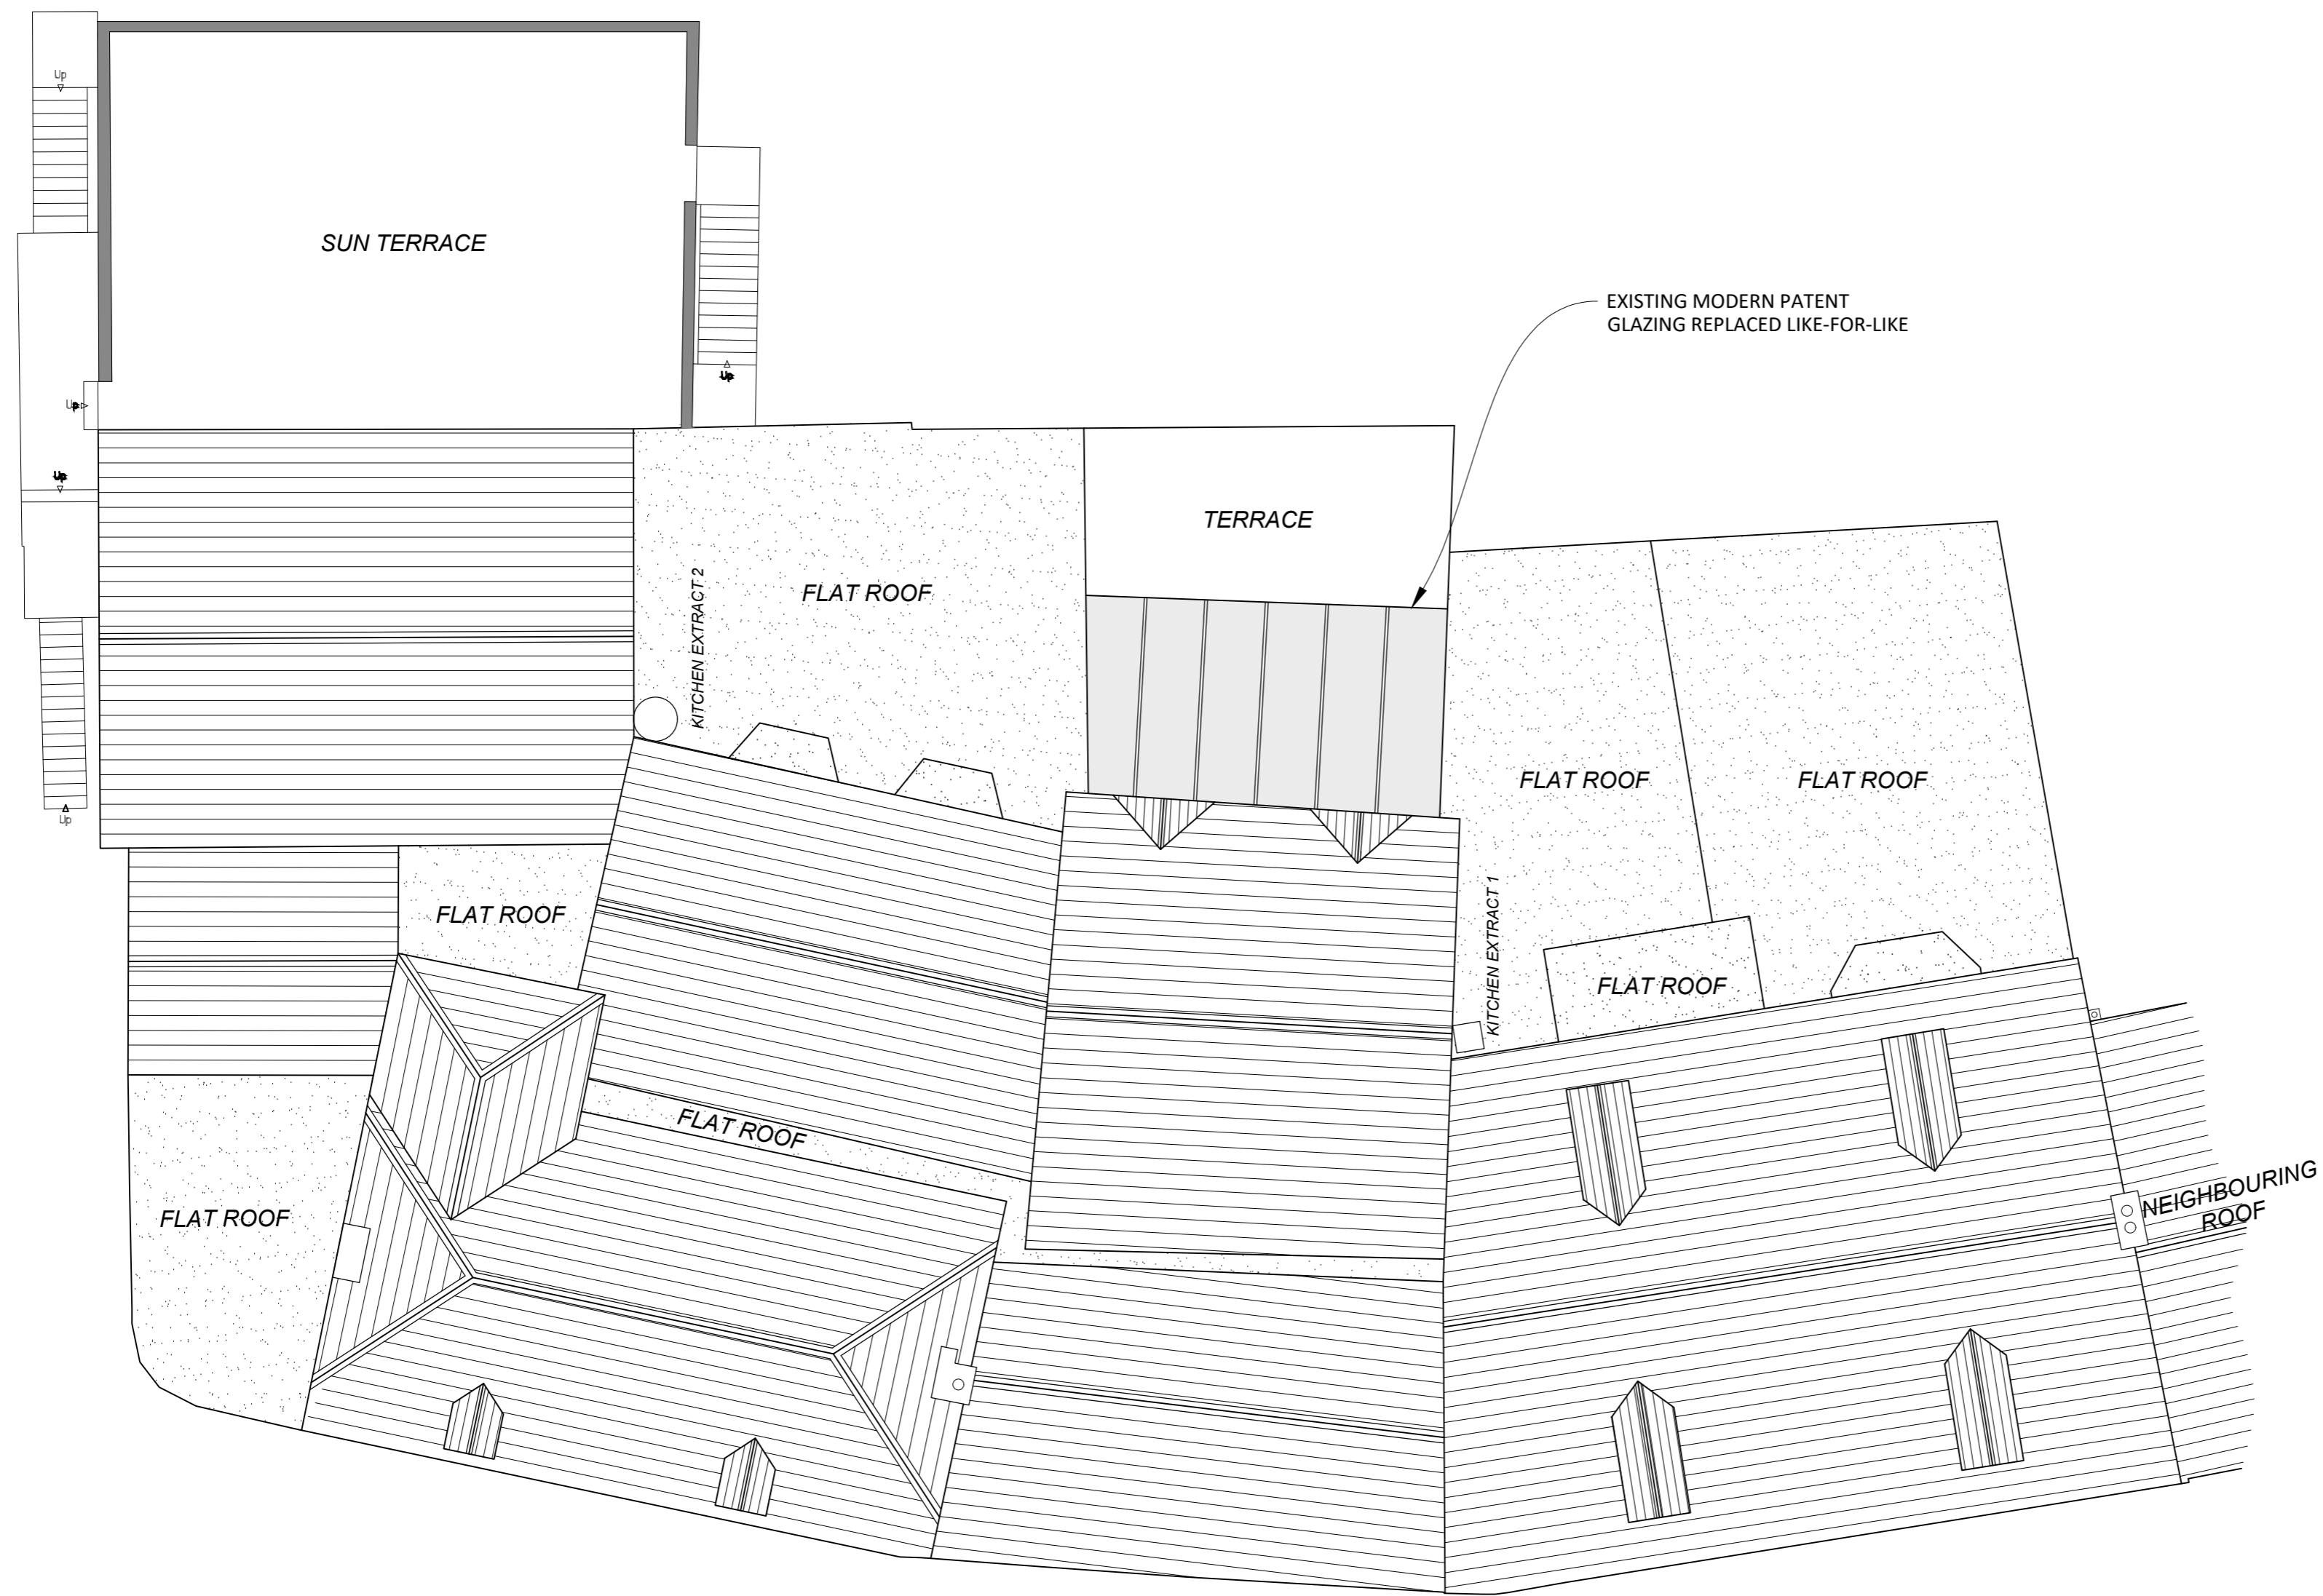 Up
SUN TERRACE
EXISTING MODERN PATENT
GLAZING REPLACED LIKE-FOR-LIKE
Up
Up
Up
TERRACE
KITCHEN EXTRACT 2
FLAT ROOF
FLAT ROOF
FLAT ROOF
Up
KITCHEN EXTRACT 1
FLAT ROOF
FLAT ROOF
FLAT ROOF
FLAT ROOF
NEIGHBOURING
ROOF